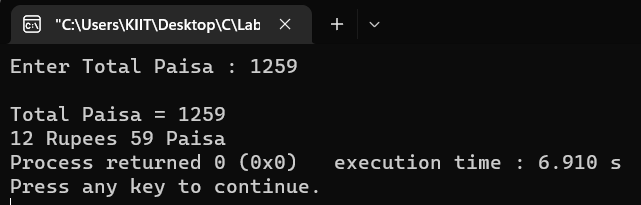 "C:\Users\KIIT\Desktop\C\Lab
Enter Total Paisa : 1259
Total Paisa = 1259
12 Rupees 59 Paisa
Process returned 0 (0x0)   execution time : 6.910 s
Press any key to continue.